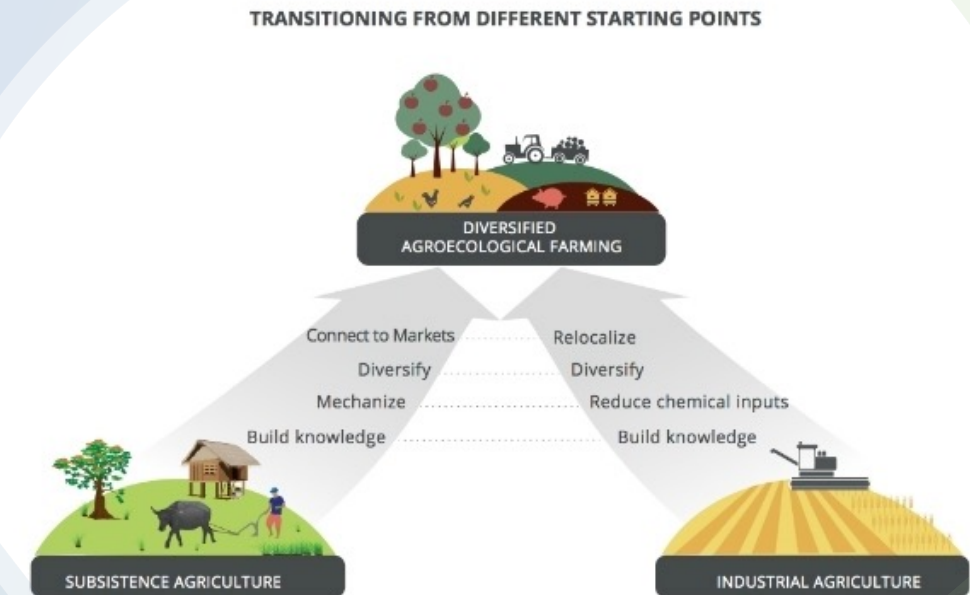 TRANSITIONING FROM DIFFERENT STARTING POINTS
DIVERSIFIED
AGROECOLOGICAL FARMING
Connect to Markets
Relocalize
Diversify
Diversify
Mechanize
Reduce chemical inputs
Build knowledge
Build knowledge
SUBSISTENCE AGRICULTURE
INDUSTRIAL AGRICULTURE